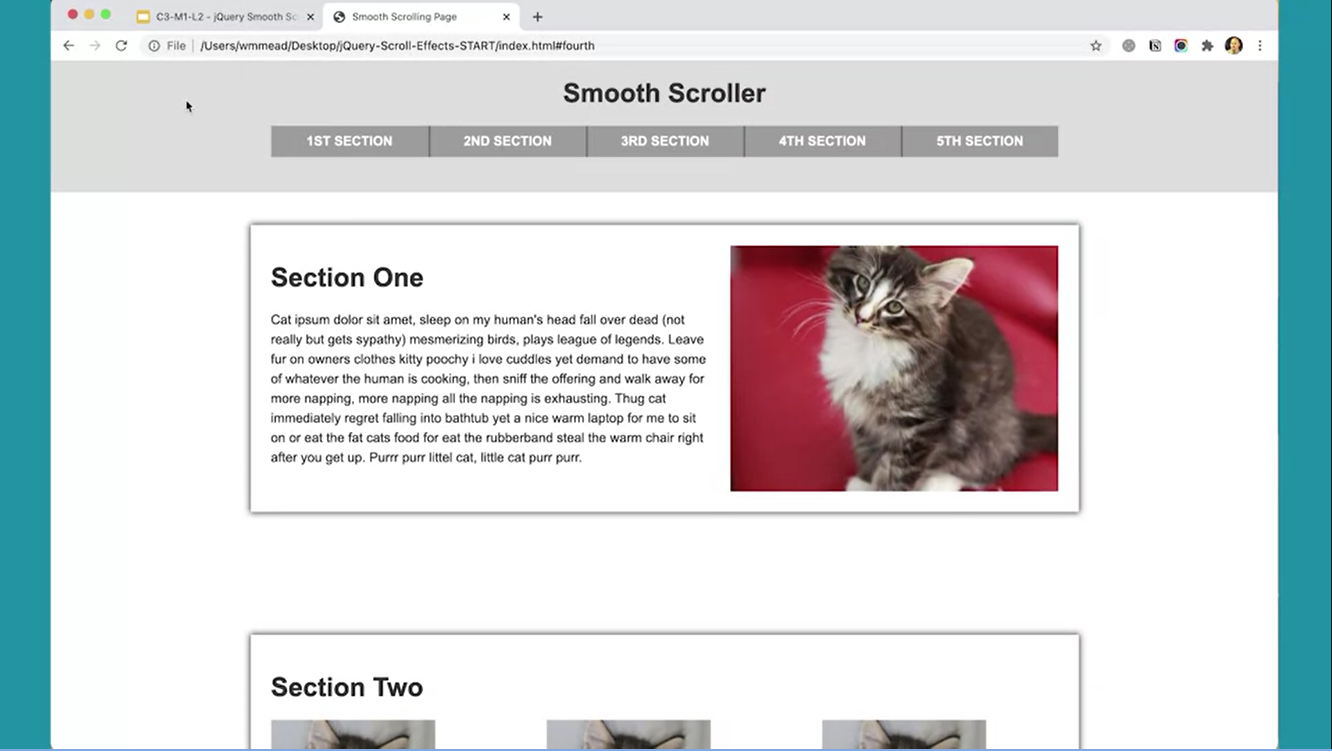 C3-M1-L2 - jQuery Smooth Sc
Smooth Scrolling Page
File
/Users/wmmead/Desktop/jQuery-Scroll-Effects-START/index.html#fourth
Smooth Scroller
1ST SECTION
2ND SECTION
3RD SECTION
4TH SECTION
5TH SECTION
Section One
Cat ipsum dolor sit amet, sleep on my human's head fall over dead (not
really but gets sypathy) mesmerizing birds, plays league of legends. Leave
fur on owners clothes kitty poochy i love cuddles yet demand to have some
of whatever the human is cooking, then sniff the offering and walk away for
more napping, more napping all the napping is exhausting. Thug cat
immediately regret falling into bathtub yet a nice warm laptop for me to sit
on or eat the fat cats food for eat the rubberband steal the warm chair right
after you get up. Purrr purr littel cat, little cat purr purr.
Section Two